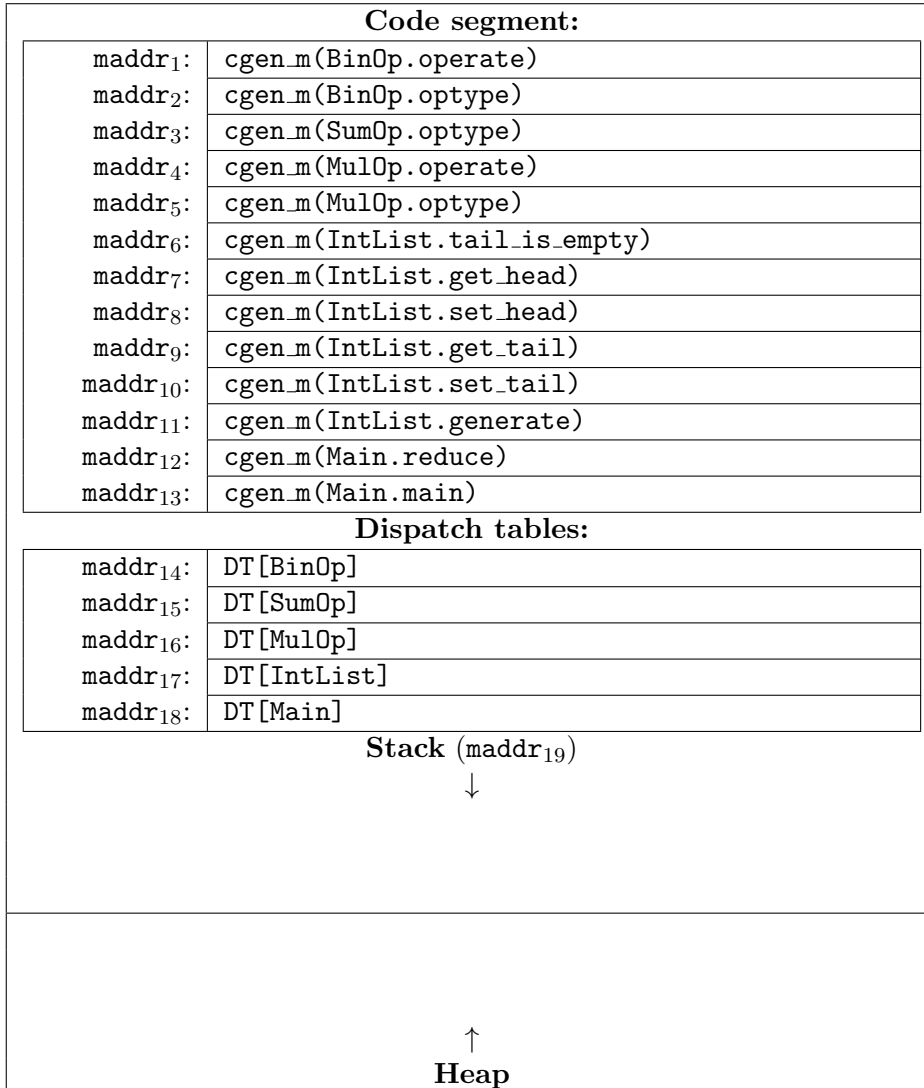 Code segment:
maddr₁: cgen_m(BinOp.operate)
maddr₂: cgen_m(BinOp.optype)
maddr₃: cgen_m(SumOp.optype)
maddr₄: cgen_m(MulOp.operate)
maddr₅: cgen_m(MulOp.optype)
maddr₆: cgen_m(IntList.tail_is_empty)
maddr₇: cgen_m(IntList.get_head)
maddr₈: cgen_m(IntList.set_head)
maddr₉: cgen_m(IntList.get_tail)
maddr₁₀: cgen_m(IntList.set_tail)
maddr₁₁: cgen_m(IntList.generate)
maddr₁₂: cgen_m(Main.reduce)
maddr₁₃: cgen_m(Main.main)
Dispatch tables:
maddr₁₄: DT[BinOp]
maddr₁₅: DT[SumOp]
maddr₁₆: DT[MulOp]
maddr₁₇: DT[IntList]
maddr₁₈: DT[Main]
Stack (maddr₁₉)
↓
↑
Heap